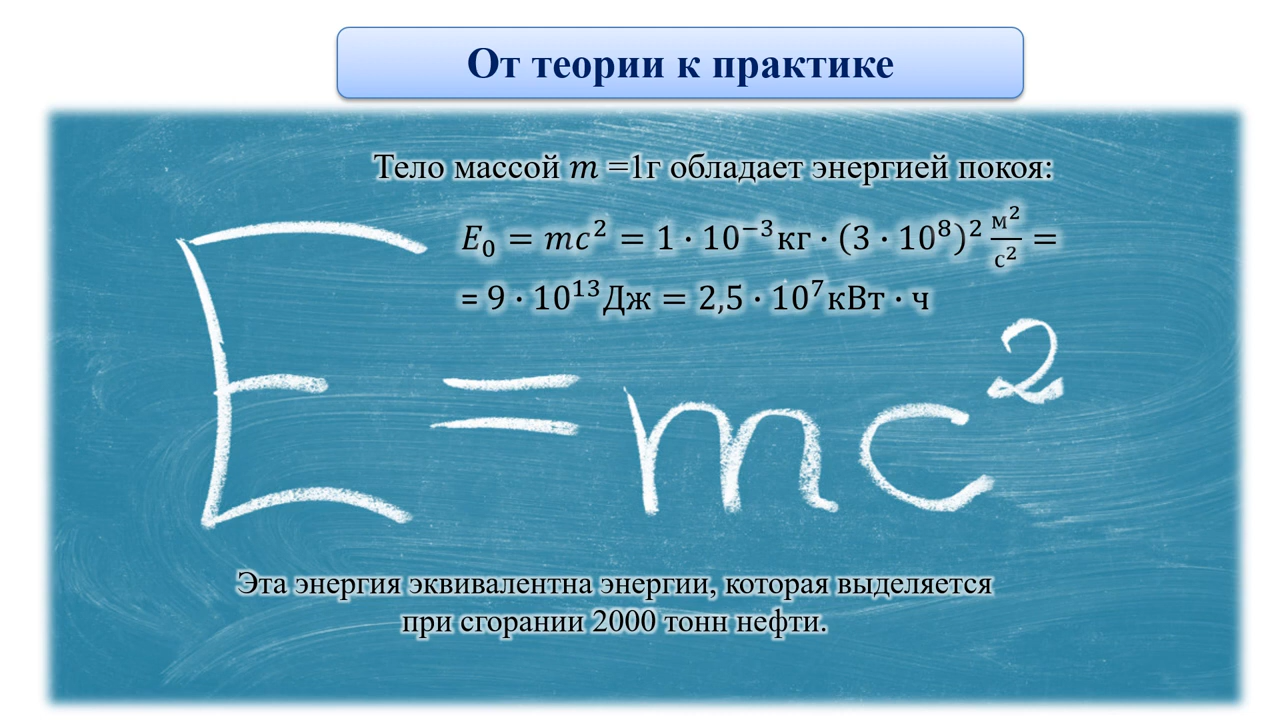 От теории к практике
Тело массой m =1г обладает энергией покоя:
E₀ = mc² = 1 · 10⁻³кг · (3 · 10⁸)² м²/с² =
= 9 · 10¹³Дж = 2,5 · 10⁷кВт · ч
E=mc²
Эта энергия эквивалентна энергии, которая выделяется
при сгорании 2000 тонн нефти.